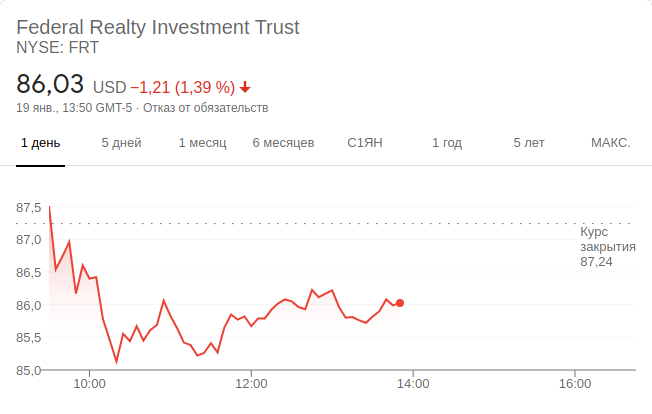 Federal Realty Investment Trust
NYSE: FRT
86,03 USD −1,21 (1,39 %)
19 янв., 13:50 GMT-5 · Отказ от обязательств
1 день 5 дней 1 месяц 6 месяцев С1ЯН 1 год 5 лет МАКС.
87,5
Курс
закрытия
87,24
87,0
86,5
86,0
85,5
85,0
10:00 12:00 14:00 16:00